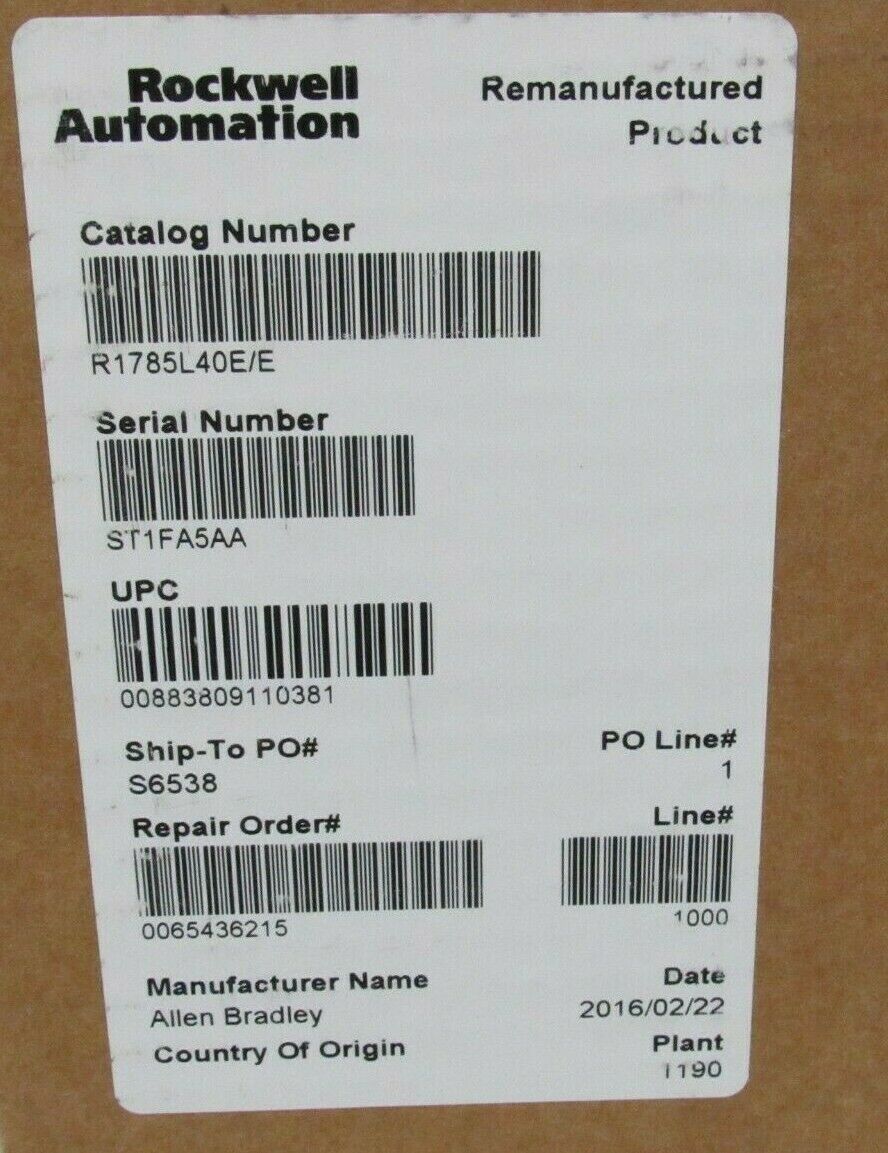 Rockwell
Automation
Remanufactured
Product
Catalog Number
R1785L40E/E
Serial Number
ST1FA5AA
UPC
00883809110381
Ship-To PO#
S6538
PO Line#
1
Repair Order#
0065436215
Line#
1000
Manufacturer Name
Allen Bradley
Date
2016/02/22
Country Of Origin
Plant
1190